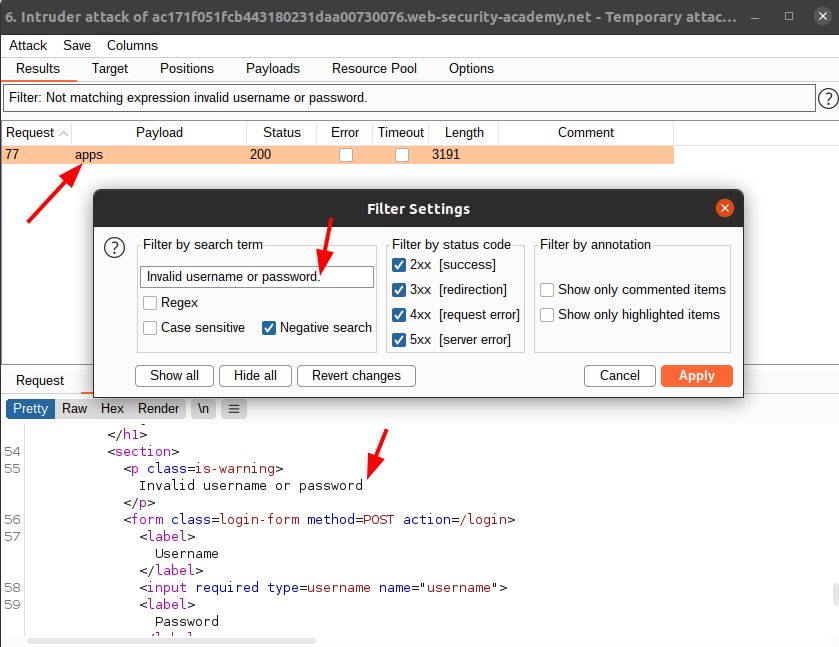 6. Intruder attack of ac171f051fcb443180231daa00730076.web-security-academy.net - Temporary attac...
Attack Save Columns
Results Target Positions Payloads Resource Pool Options
Filter: Not matching expression invalid username or password.
?
Request Payload Status Error Timeout Length Comment
77 apps 200 3191
Filter Settings
?
Filter by search term Filter by status code Filter by annotation
Invalid username or password. 2xx [success]
Regex 3xx [redirection] Show only commented items
Case sensitive Negative search 4xx [request error] Show only highlighted items
5xx [server error]
Show all Hide all Revert changes Cancel Apply
Request
Pretty Raw Hex Render \n
</h1>
54 <section>
55 <p class=is-warning>
Invalid username or password
</p>
56 <form class=login-form method=POST action=/login>
57 <label>
Username
</label>
58 <input required type=username name="username">
59 <label>
Password